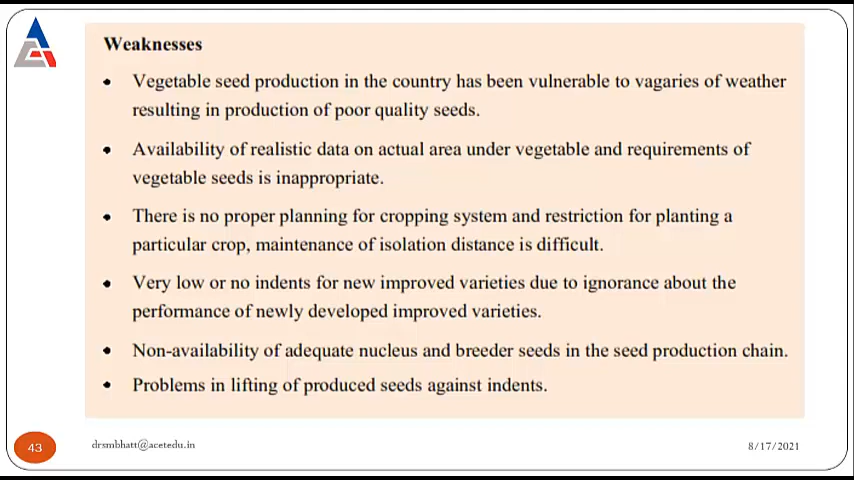 Weaknesses
• Vegetable seed production in the country has been vulnerable to vagaries of weather
resulting in production of poor quality seeds.
• Availability of realistic data on actual area under vegetable and requirements of
vegetable seeds is inappropriate.
• There is no proper planning for cropping system and restriction for planting a
particular crop, maintenance of isolation distance is difficult.
• Very low or no indents for new improved varieties due to ignorance about the
performance of newly developed improved varieties.
• Non-availability of adequate nucleus and breeder seeds in the seed production chain.
• Problems in lifting of produced seeds against indents.
43
drsmbhatt@acetedu.in
8/17/2021